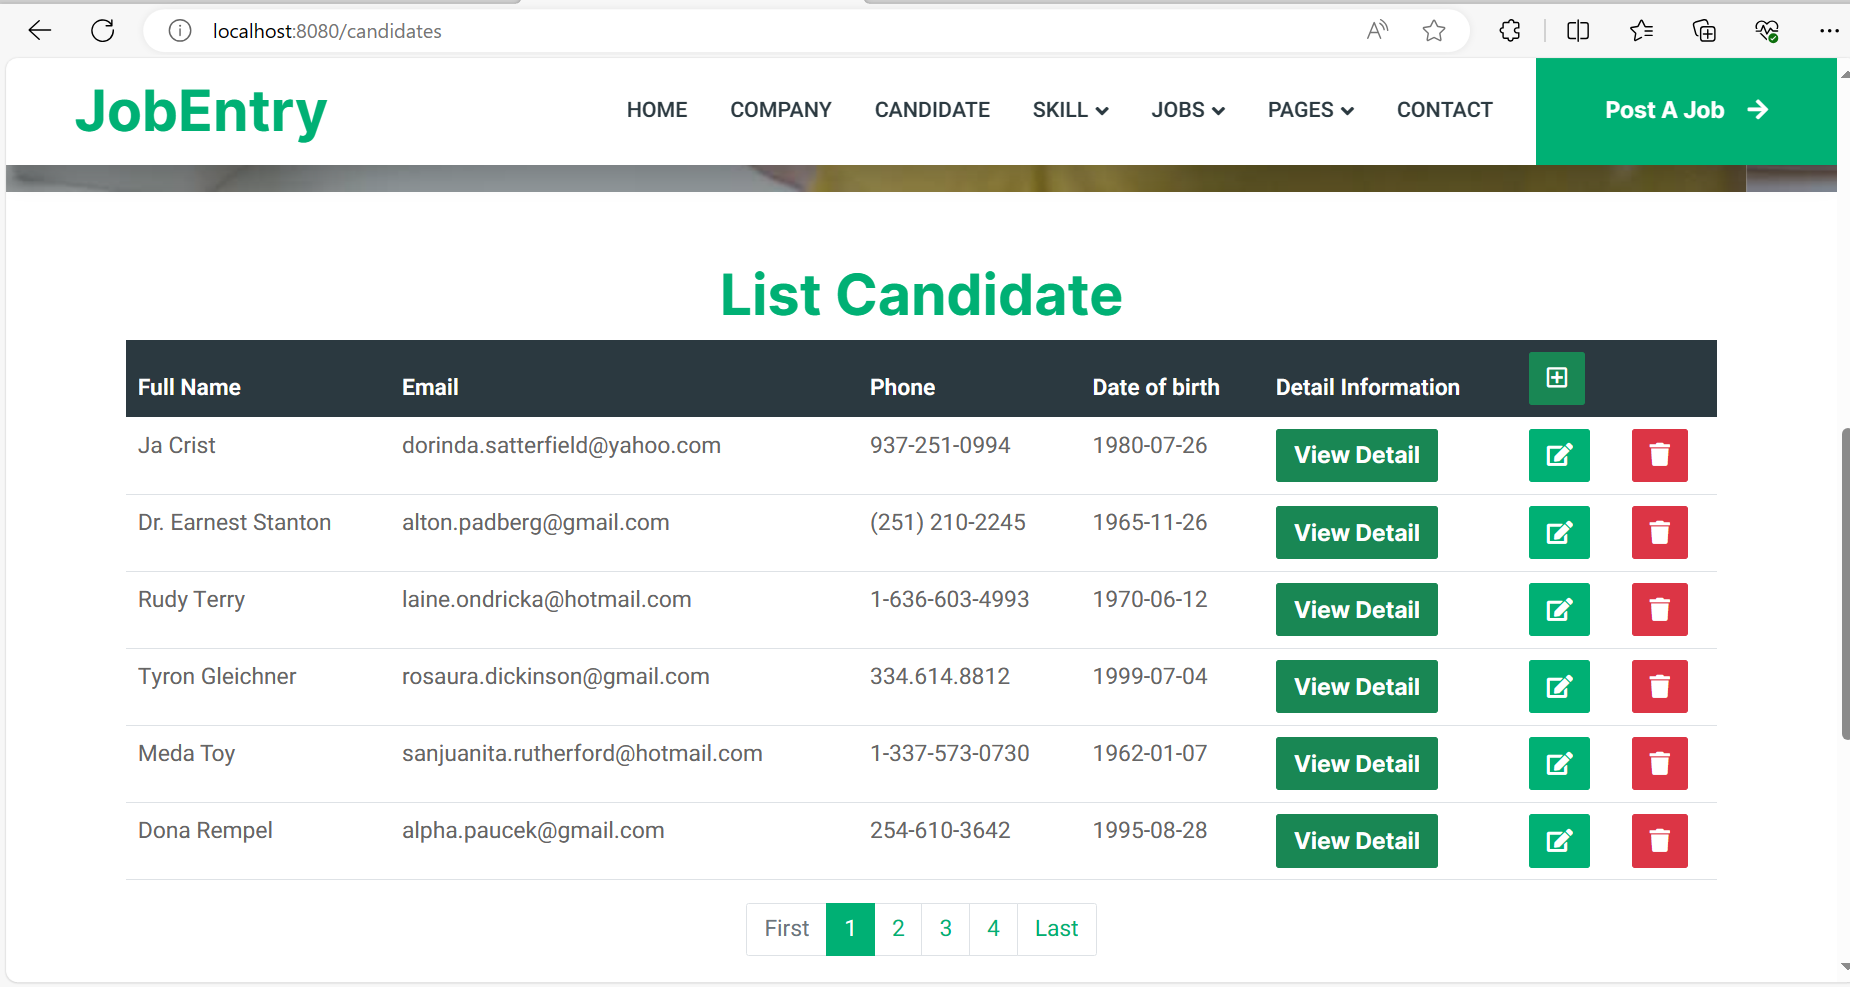 localhost:8080/candidates
JobEntry HOME COMPANY CANDIDATE SKILL JOBS PAGES CONTACT Post A Job
List Candidate
Full Name Email Phone Date of birth Detail Information
Ja Crist dorinda.satterfield@yahoo.com 937-251-0994 1980-07-26 View Detail
Dr. Earnest Stanton alton.padberg@gmail.com (251) 210-2245 1965-11-26 View Detail
Rudy Terry laine.ondricka@hotmail.com 1-636-603-4993 1970-06-12 View Detail
Tyron Gleichner rosaura.dickinson@gmail.com 334.614.8812 1999-07-04 View Detail
Meda Toy sanjuanita.rutherford@hotmail.com 1-337-573-0730 1962-01-07 View Detail
Dona Rempel alpha.paucek@gmail.com 254-610-3642 1995-08-28 View Detail
First 1 2 3 4 Last